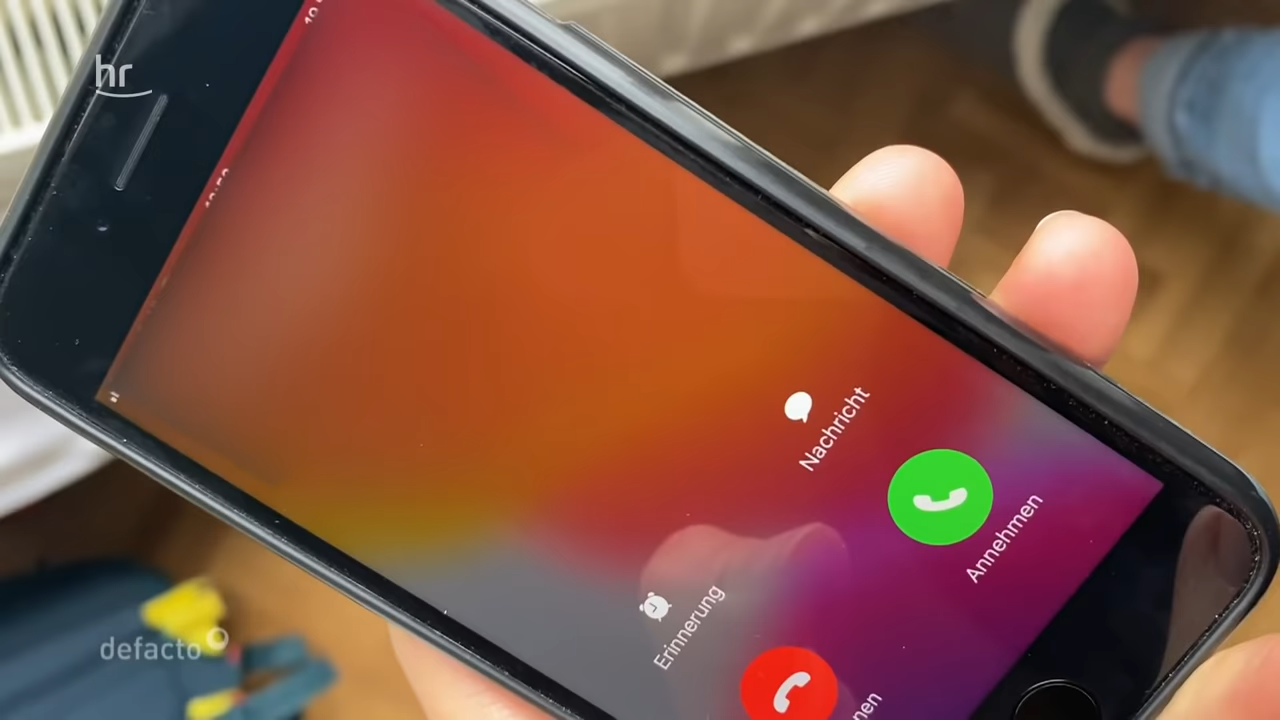 hr
Nachricht
Annehmen
Erinnerung
defacto